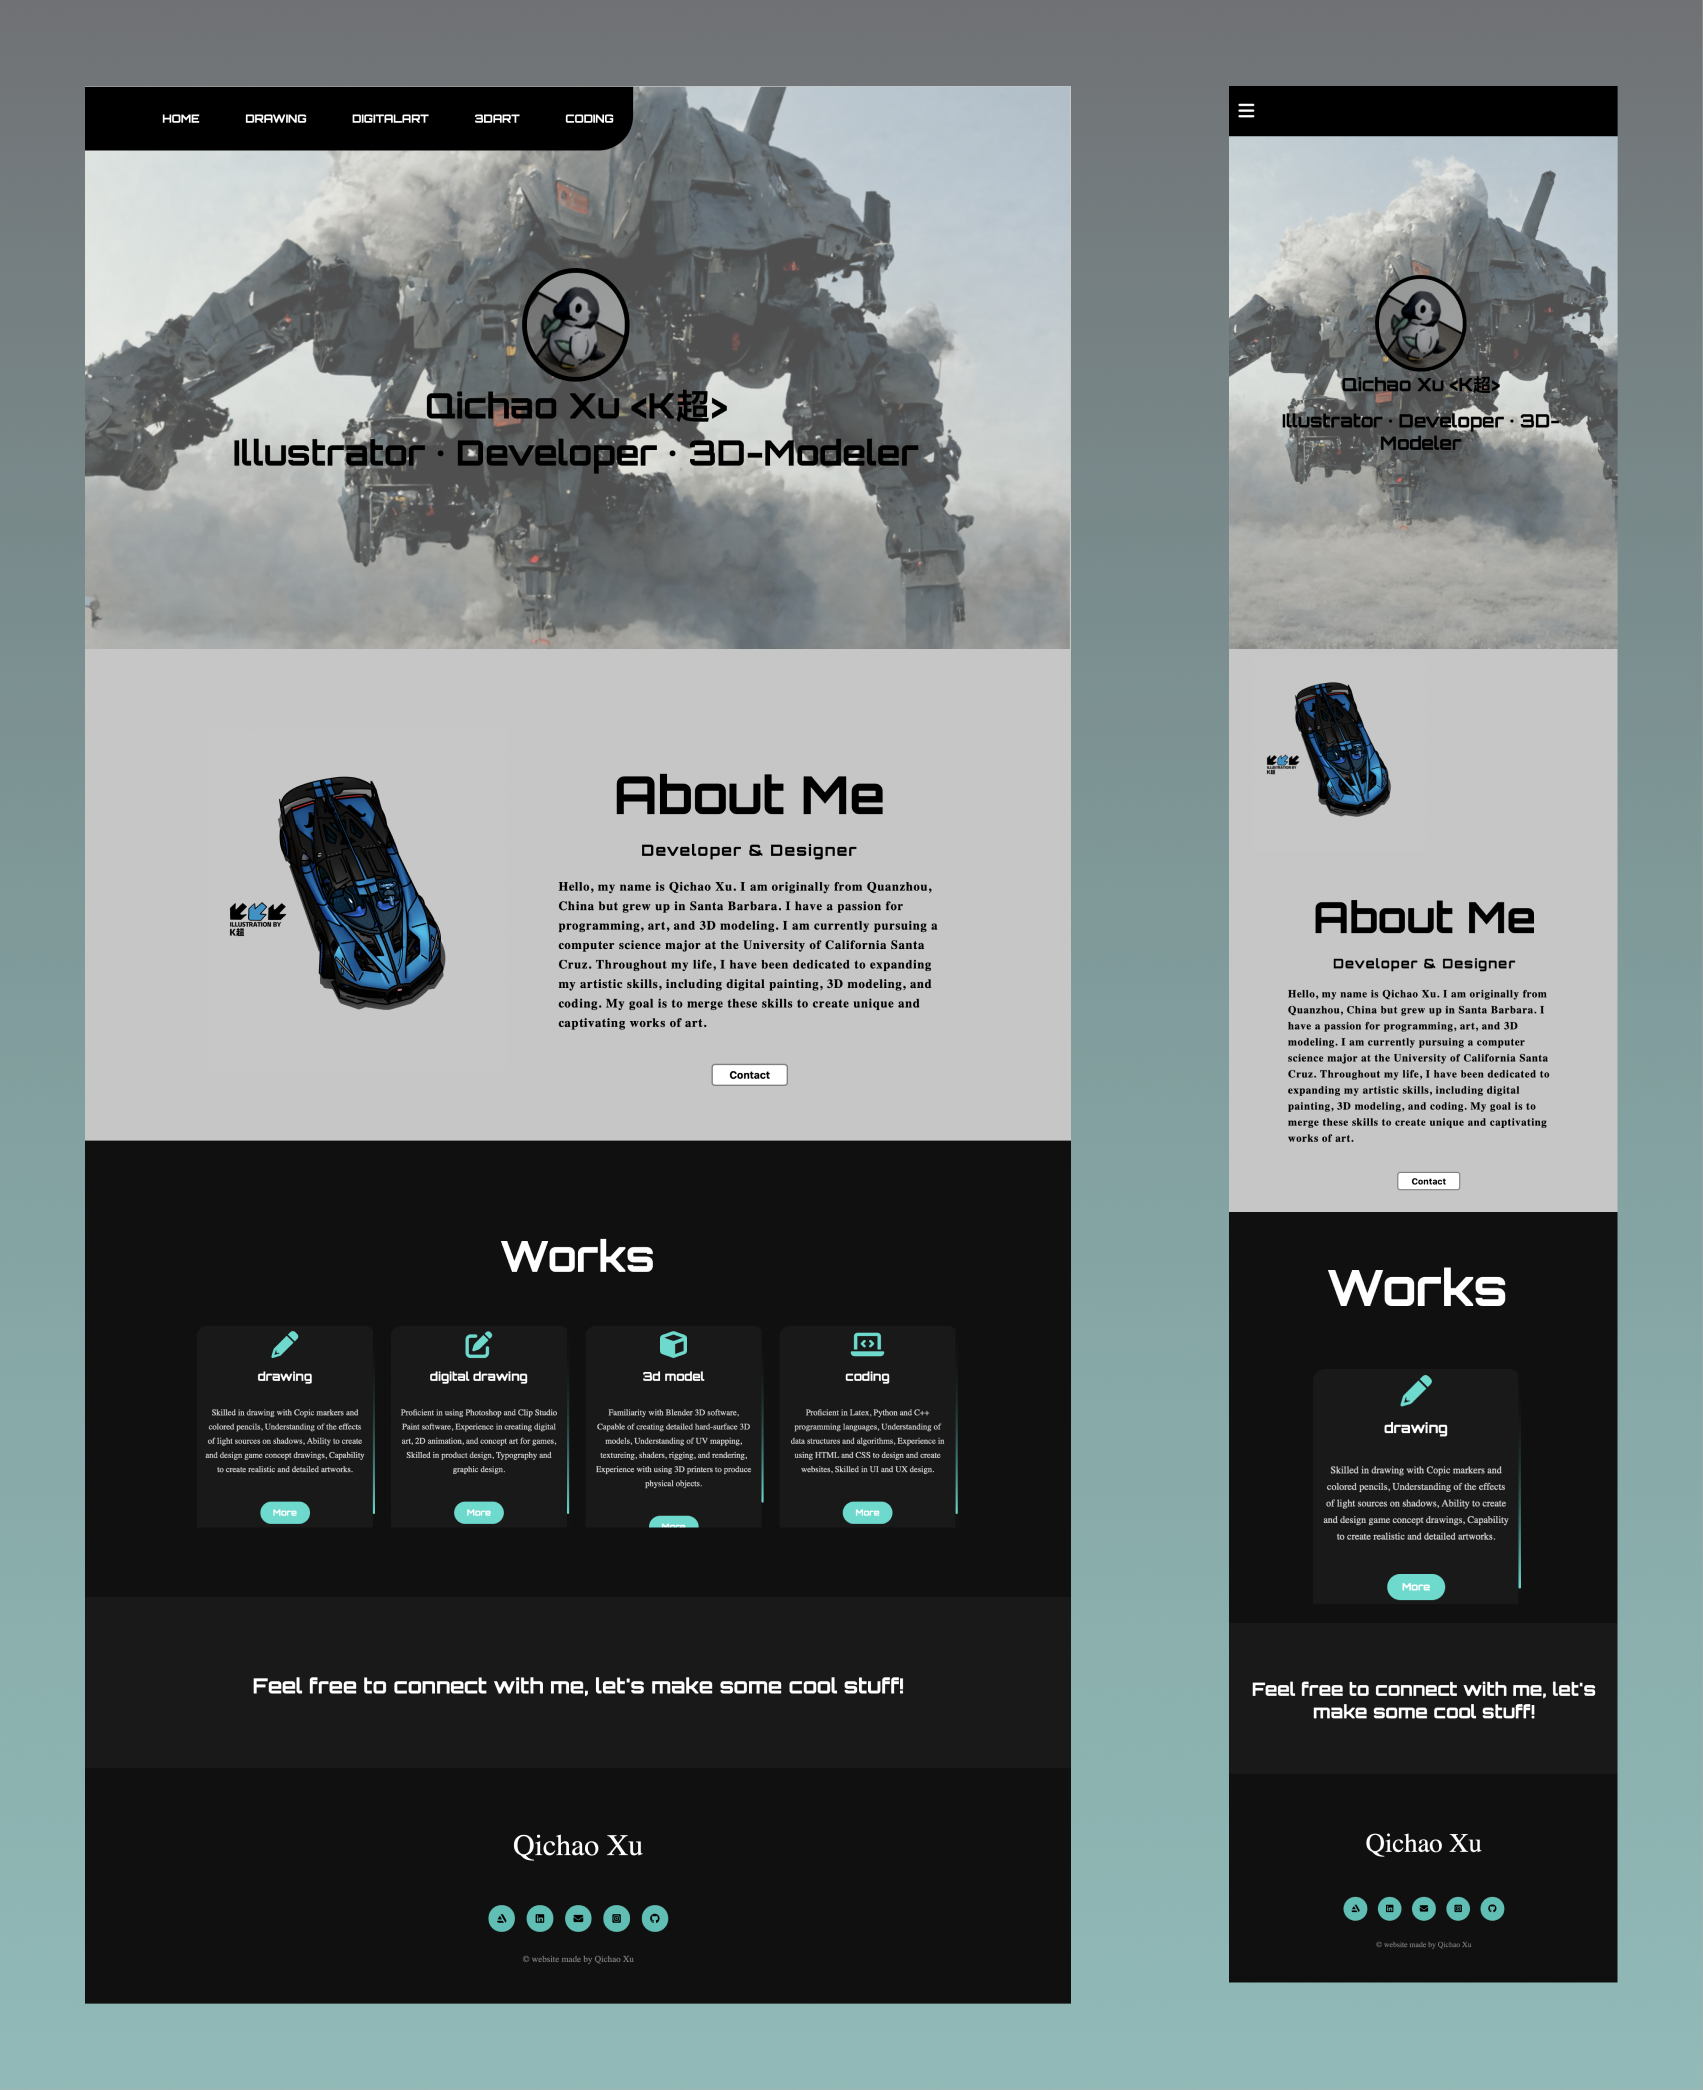 HOME DRAWING DIGITALART 3DART CODING
Qichao Xu <K超>
Illustrator · Developer · 3D-Modeler
ILLUSTRATION BY
K超
About Me
Developer & Designer
Hello, my name is Qichao Xu. I am originally from Quanzhou,
China but grew up in Santa Barbara. I have a passion for
programming, art, and 3D modeling. I am currently pursuing a
computer science major at the University of California Santa
Cruz. Throughout my life, I have been dedicated to expanding
my artistic skills, including digital painting, 3D modeling, and
coding. My goal is to merge these skills to create unique and
captivating works of art.
Contact
Works
drawing
Skilled in drawing with Copic markers and
colored pencils, Understanding of the effects
of light sources on shadows, Ability to create
and design game concept drawings, Capability
to create realistic and detailed artworks.
More
digital drawing
Proficient in using Photoshop and Clip Studio
Paint software, Experience in creating digital
art, 2D animation, and concept art for games,
Skilled in product design, Typography and
graphic design.
More
3d model
Familiarity with Blender 3D software,
Capable of creating detailed hard-surface 3D
models, Understanding of UV mapping,
texturing, shaders, rigging, and rendering,
Experience with using 3D printers to produce
physical objects.
More
coding
Proficient in Latex, Python and C++
programming languages, Understanding of
data structures and algorithms, Experience in
using HTML and CSS to design and create
websites, Skilled in UI and UX design.
More
Feel free to connect with me, let's make some cool stuff!
Qichao Xu
© website made by Qichao Xu
Qichao Xu <K超>
Illustrator · Developer · 3D-
Modeler
ILLUSTRATION BY
K超
About Me
Developer & Designer
Hello, my name is Qichao Xu. I am originally from
Quanzhou, China but grew up in Santa Barbara. I
have a passion for programming, art, and 3D
modeling. I am currently pursuing a computer
science major at the University of California Santa
Cruz. Throughout my life, I have been dedicated to
expanding my artistic skills, including digital
painting, 3D modeling, and coding. My goal is to
merge these skills to create unique and captivating
works of art.
Contact
Works
drawing
Skilled in drawing with Copic markers and
colored pencils, Understanding of the effects
of light sources on shadows, Ability to create
and design game concept drawings, Capability
to create realistic and detailed artworks.
More
Feel free to connect with me, let's
make some cool stuff!
Qichao Xu
© website made by Qichao Xu